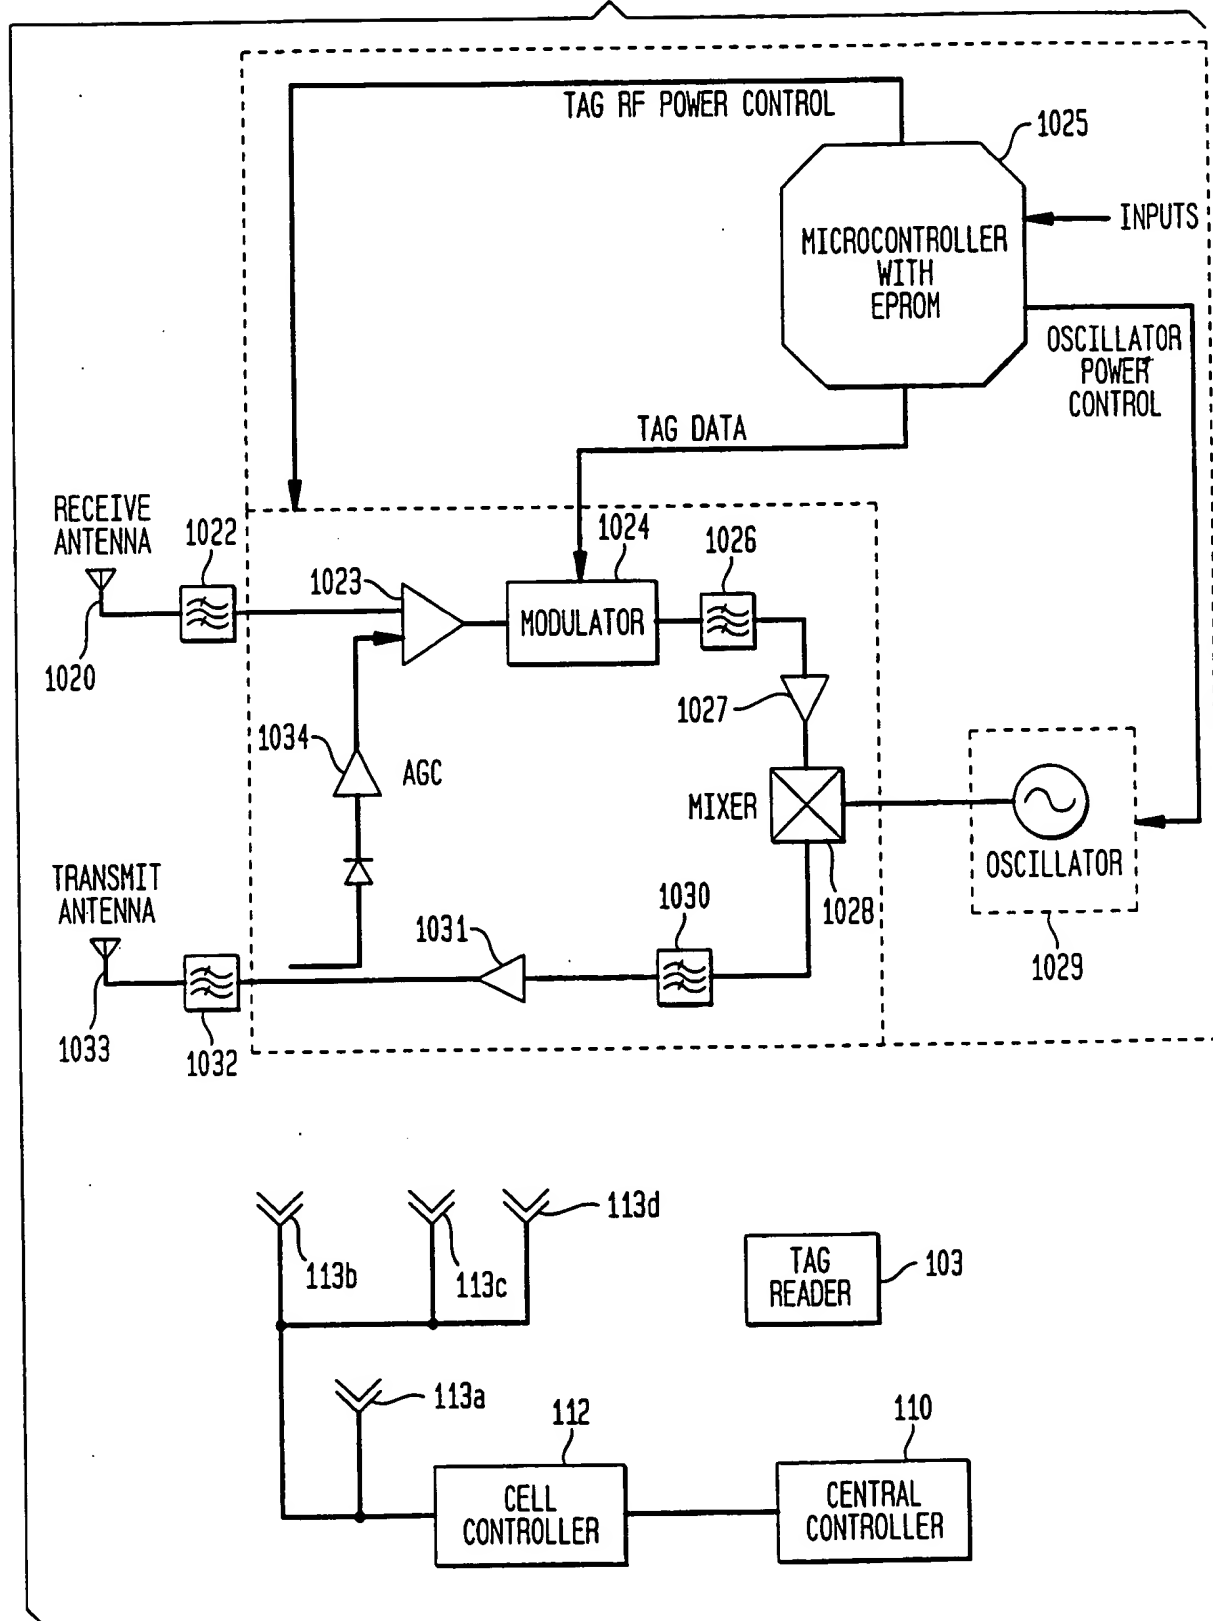 TAG RF POWER CONTROL
1025
INPUTS
MICROCONTROLLER
WITH
EPROM
OSCILLATOR
POWER
CONTROL
TAG DATA
RECEIVE
ANTENNA
1022
1024
1026
1023
MODULATOR
1020
1027
1034
AGC
MIXER
OSCILLATOR
TRANSMIT
ANTENNA
1030
1028
1031
1029
1033
1032
113b
113c
113d
TAG
READER
103
113a
112
110
CELL
CONTROLLER
CENTRAL
CONTROLLER